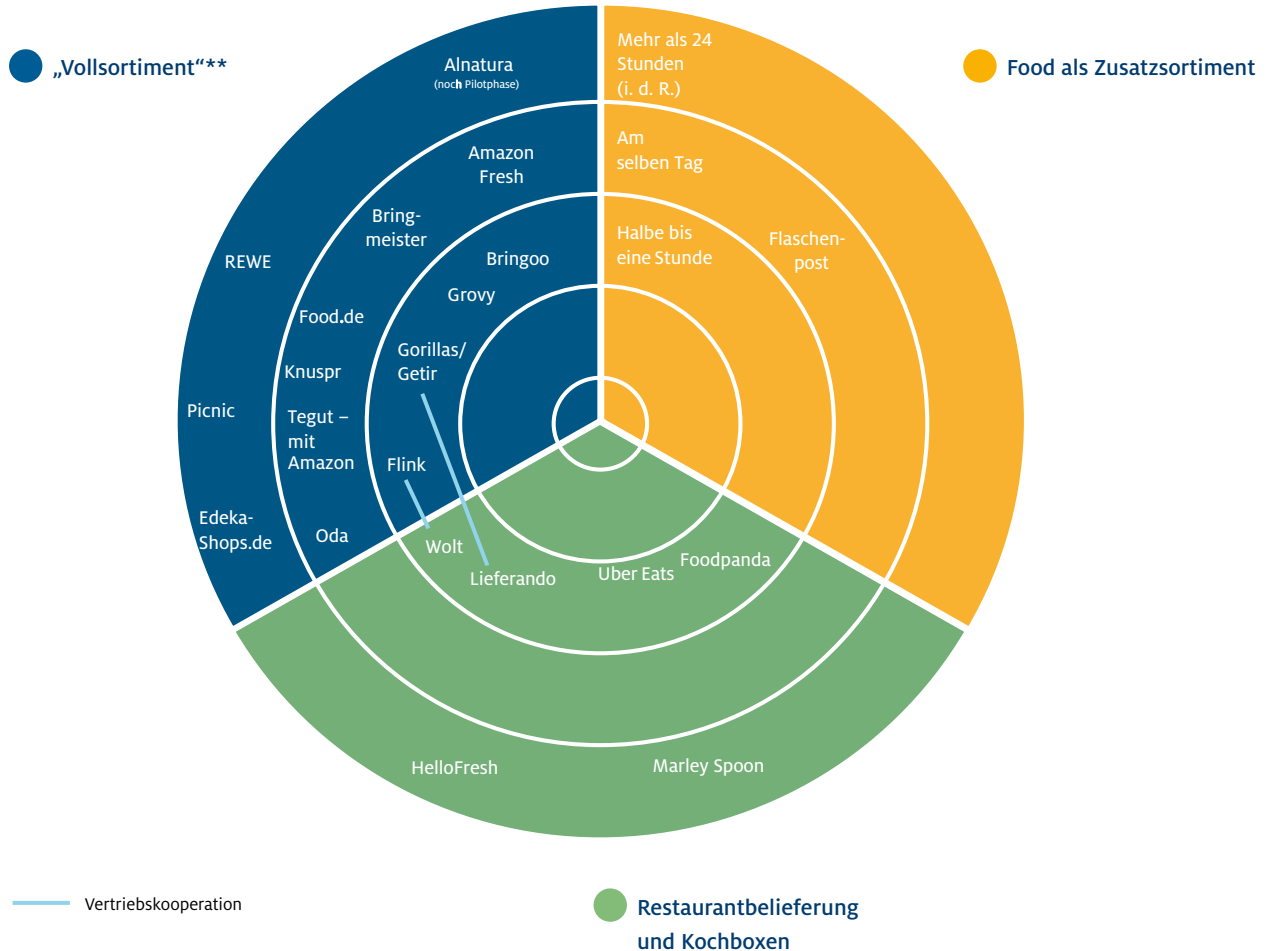 „Vollsortiment“**
Alnatura
(noch Pilotphase)
Mehr als 24
Stunden
(i. d. R.)
Food als Zusatzsortiment
Amazon
Fresh
Am
selben Tag
Bring-
meister
Halbe bis
eine Stunde
Flaschen-
post
REWE
Bringoo
Grovy
Food.de
Gorillas/
Getir
Knuspr
Picnic
Tegut –
mit
Amazon
Flink
Edeka-
Shops.de
Oda
Wolt
Lieferando
Uber Eats
Foodpanda
HelloFresh
Marley Spoon
Vertriebskooperation
Restaurantbelieferung
und Kochboxen